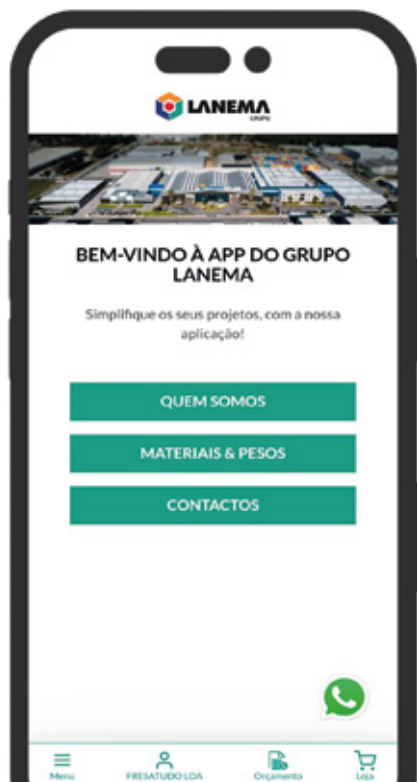 LANEMA
GRUPO
BEM-VINDO À APP DO GRUPO
LANEMA
Simplifique os seus projetos, com a nossa
aplicação!
QUEM SOMOS
MATERIAIS & PESOS
CONTACTOS
Menu
FRESATUDO LDA
Orçamento
Loja